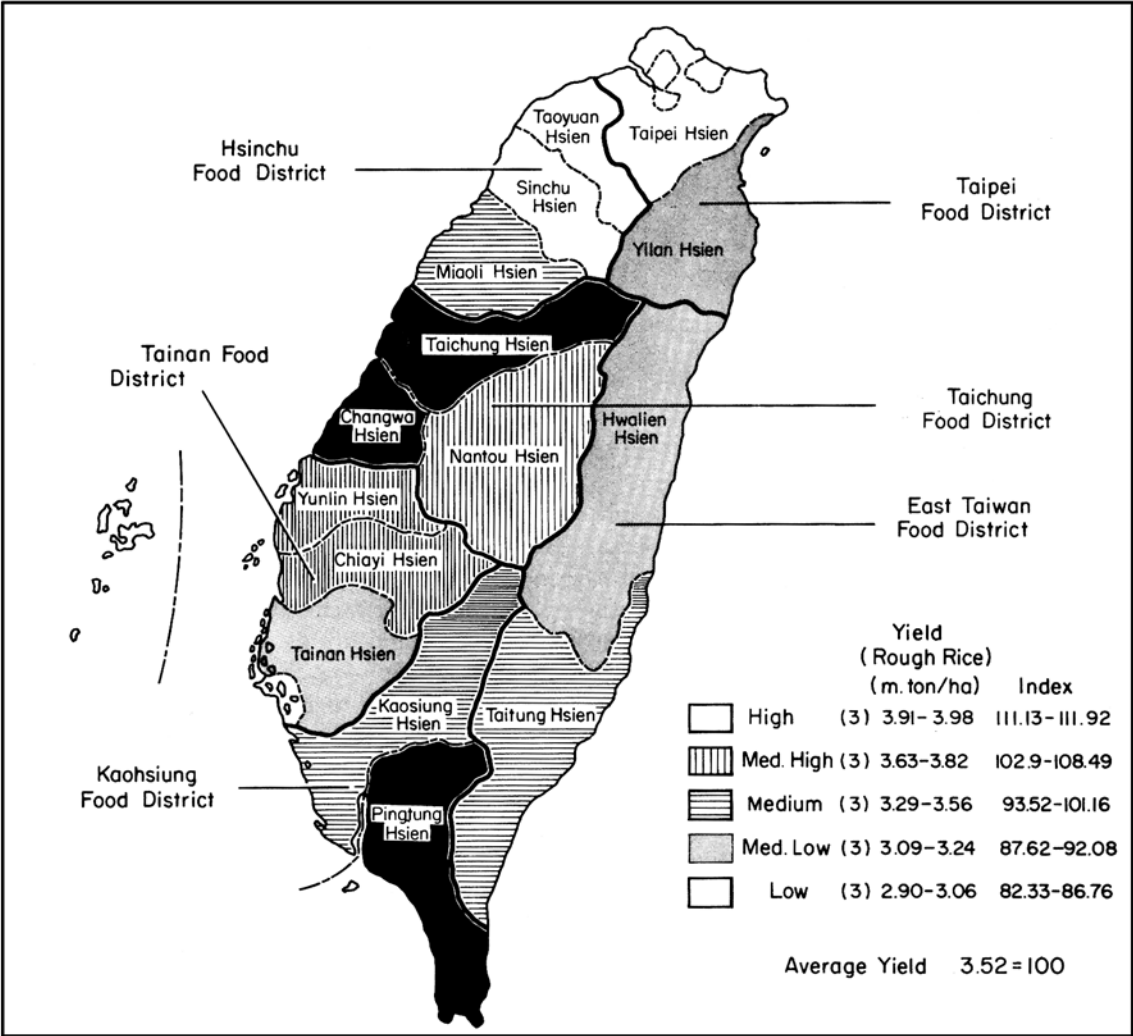 Taoyuan
Hsien
Taipei Hsien
Hsinchu
Food District
Sinchu
Hsien
Taipei
Food District
Yilan Hsien
Miaoli Hsien
Taichung Hsien
Tainan Food
District
Taichung
Food District
Changwa
Hsien
Hwalien
Hsien
Nantou Hsien
Yunlin Hsien
East Taiwan
Food District
Chiayi Hsien
Tainan Hsien
Kaosiung
Hsien
Taitung Hsien
Kaohsiung
Food District
Pingtung
Hsien
Yield
(Rough Rice)
(m. ton/ha) Index
High (3) 3.91-3.98 111.13-111.92
Med. High (3) 3.63-3.82 102.9-108.49
Medium (3) 3.29-3.56 93.52-101.16
Med. Low (3) 3.09-3.24 87.62-92.08
Low (3) 2.90-3.06 82.33-86.76
Average Yield 3.52=100